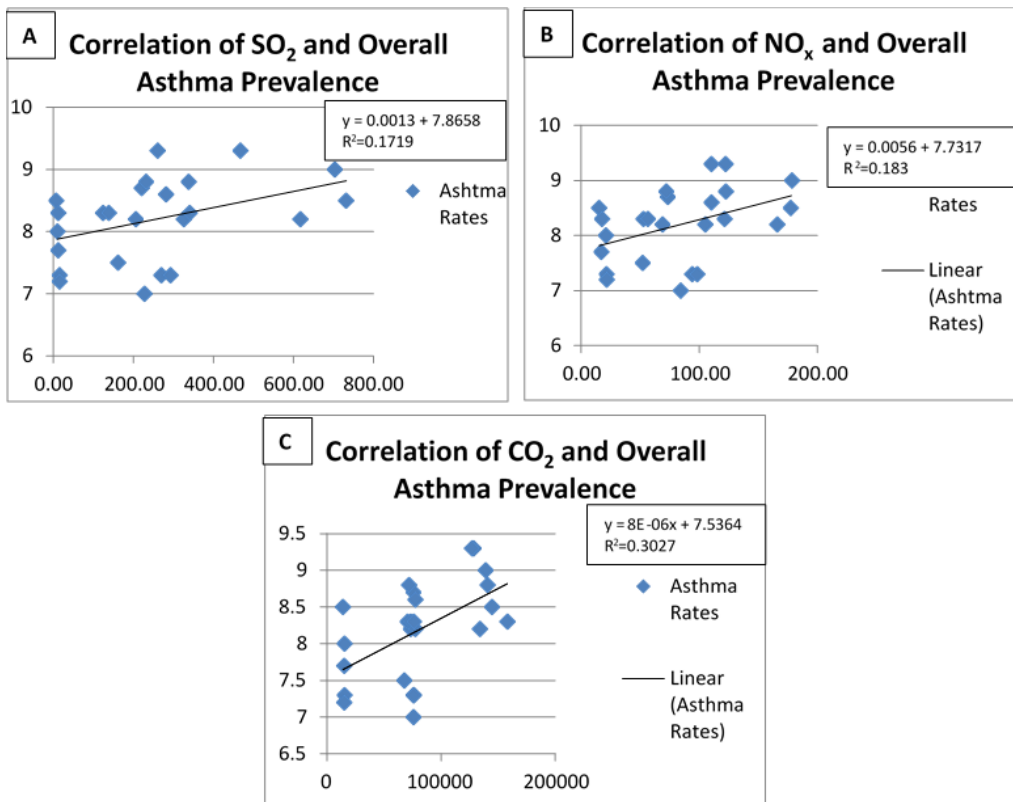 A
Correlation of SO₂ and Overall
Asthma Prevalence
y = 0.0013 + 7.8658
R²=0.1719
10
9
8
7
6
0.00 200.00 400.00 600.00 800.00
Ashtma
Rates
B
Correlation of NOₓ and Overall
Asthma Prevalence
y = 0.0056 + 7.7317
R²=0.183
10
9
8
7
6
0.00 100.00 200.00
Rates
Linear
(Ashtma
Rates)
C
Correlation of CO₂ and Overall
Asthma Prevalence
y = 8E-06x + 7.5364
R²=0.3027
9.5
9
8.5
8
7.5
7
6.5
0 100000 200000
Asthma
Rates
Linear
(Asthma
Rates)